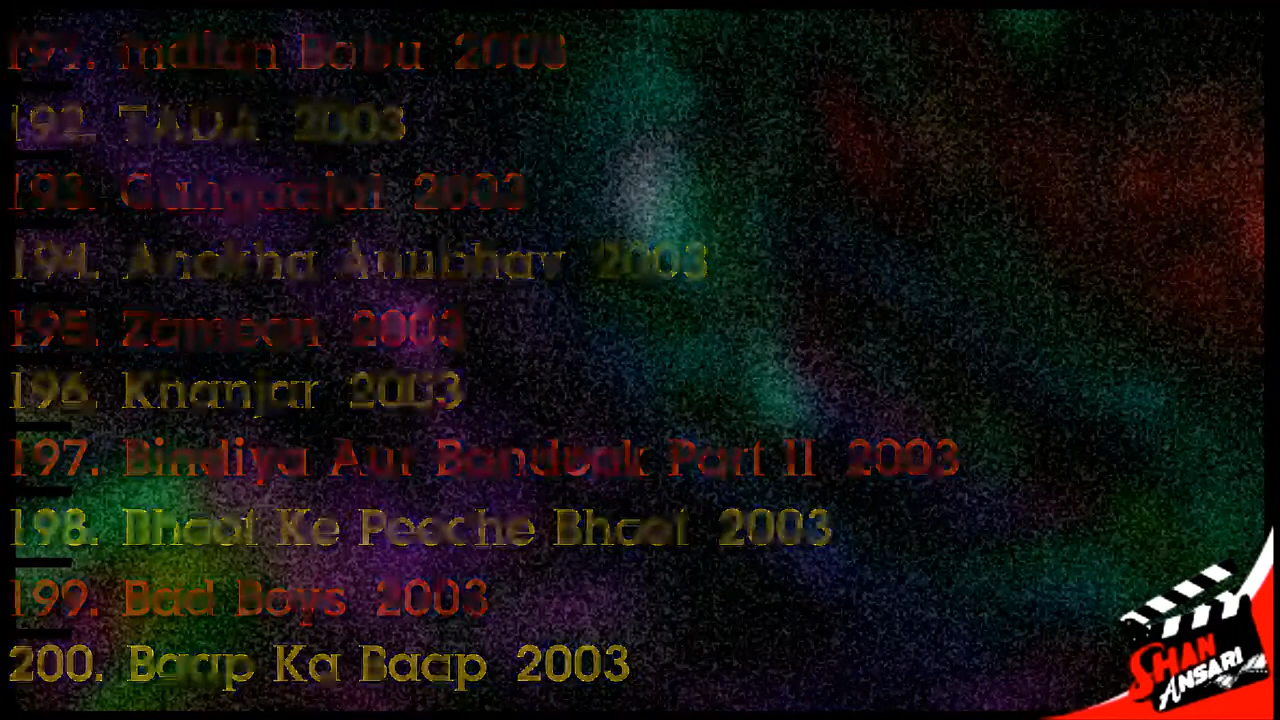 191. Indian Babu 2003
192. TADA 2003
193. Gangaajal 2003
194. Anokha Anubhav 2003
195. Zameen 2003
196. Khanjar 2003
197. Bindiya Aur Bandook Part II 2003
198. Bhoot Ke Peeche Bhoot 2003
199. Bad Boys 2003
200. Baap Ka Baap 2003
SHAN
ANSARI